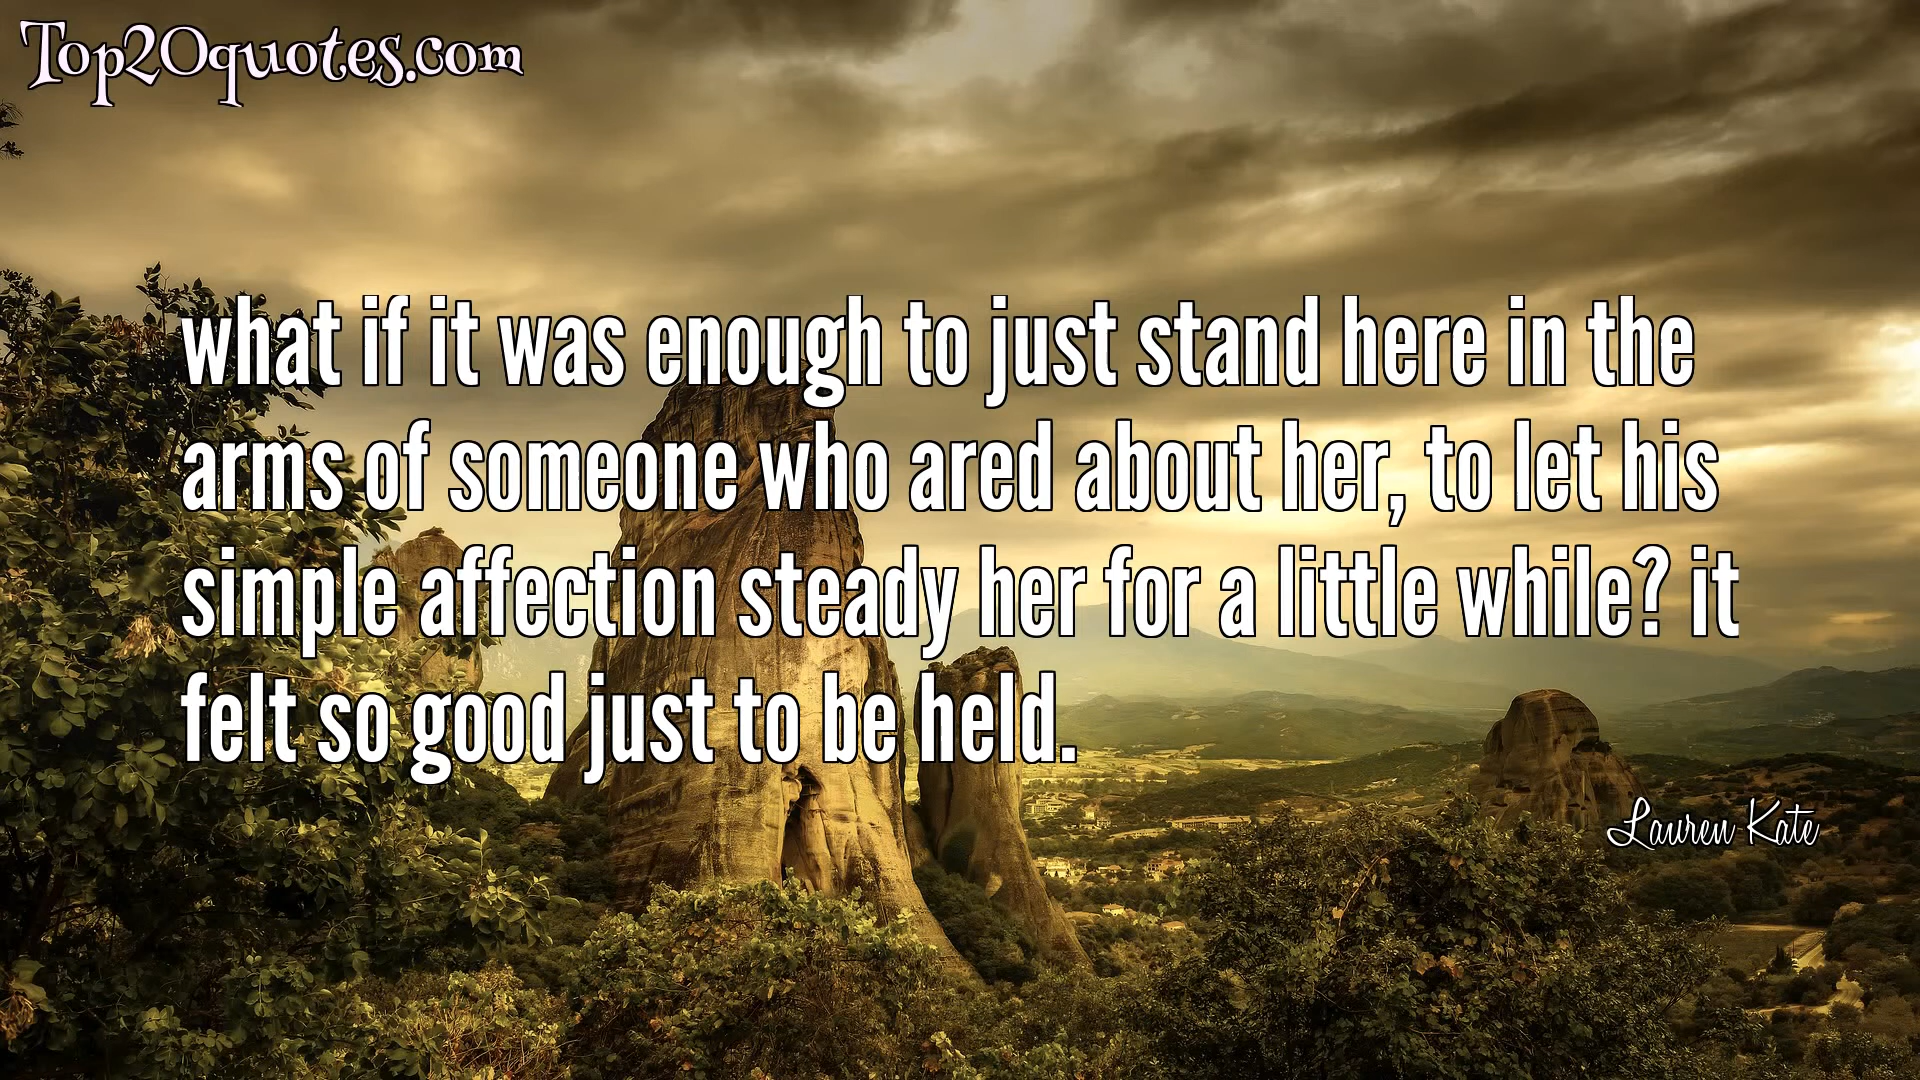 Top20quotes.com
what if it was enough to just stand here in the
arms of someone who ared about her, to let his
simple affection steady her for a little while? it
felt so good just to be held.
Lauren Kate